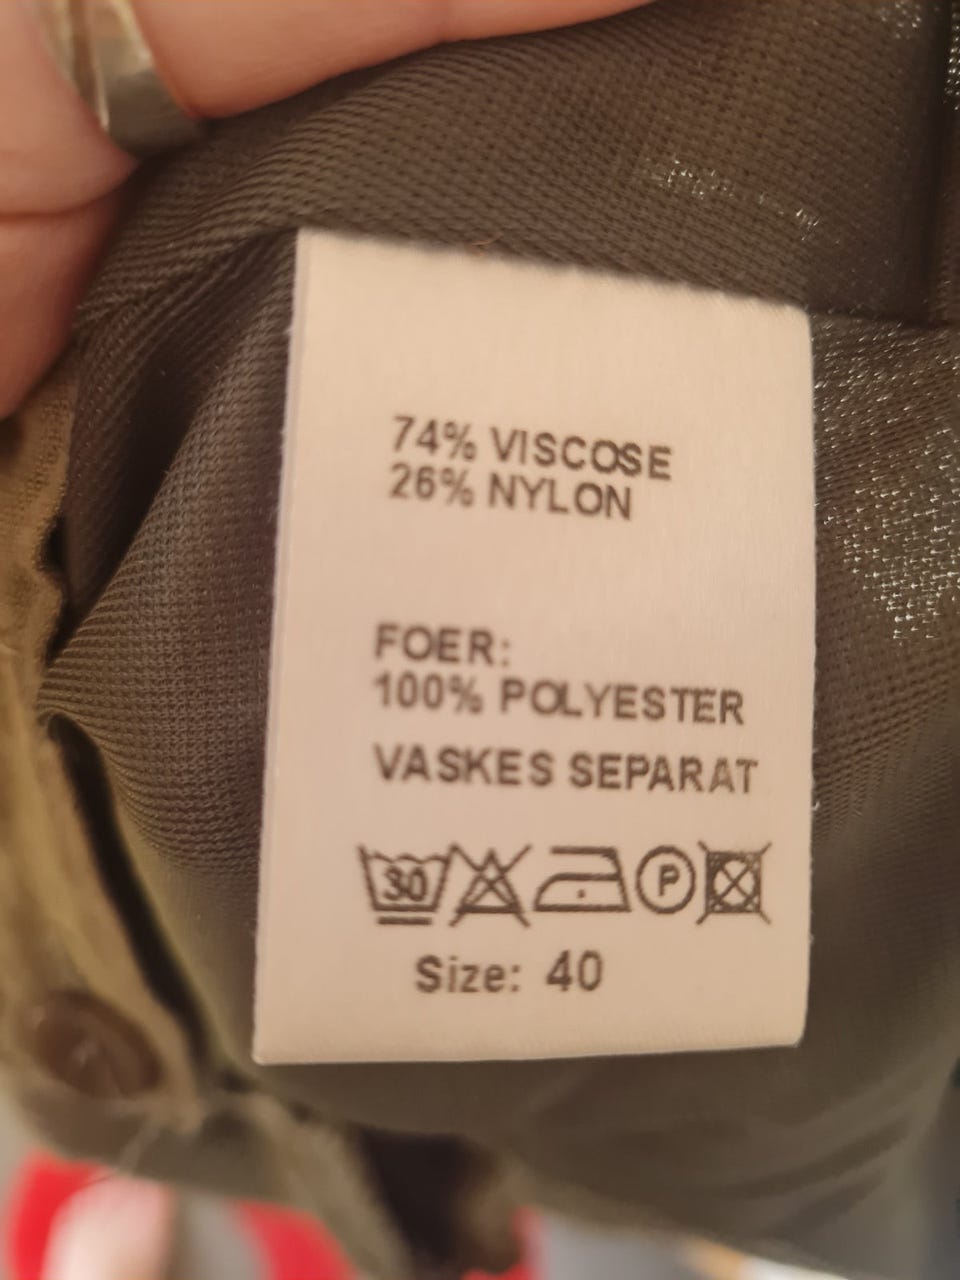 74% VISCOSE
26% NYLON
FOER:
100% POLYESTER
VASKES SEPARAT
30 P
Size: 40